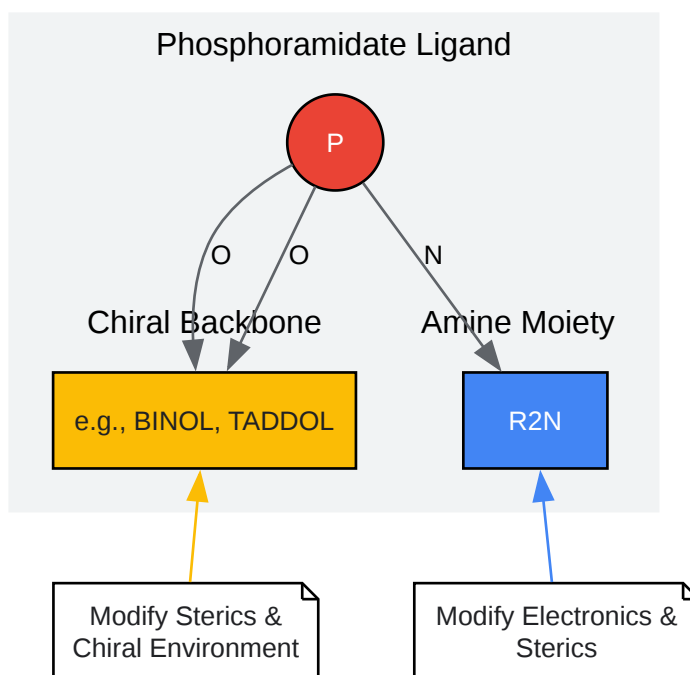 Phosphoramidate Ligand
P
O
O
N
Chiral Backbone
Amine Moiety
e.g., BINOL, TADDOL
R2N
Modify Sterics &
Chiral Environment
Modify Electronics &
Sterics